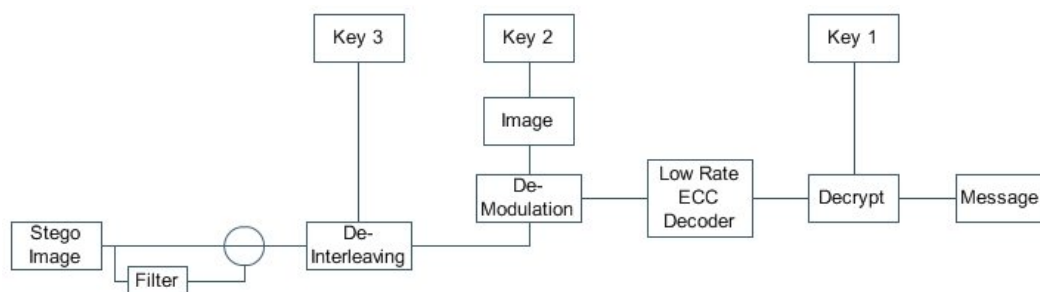 Key 3
Key 2
Key 1
Image
De-
Modulation
Low Rate
ECC
Decoder
Decrypt
Message
Stego
Image
De-
Interleaving
Filter